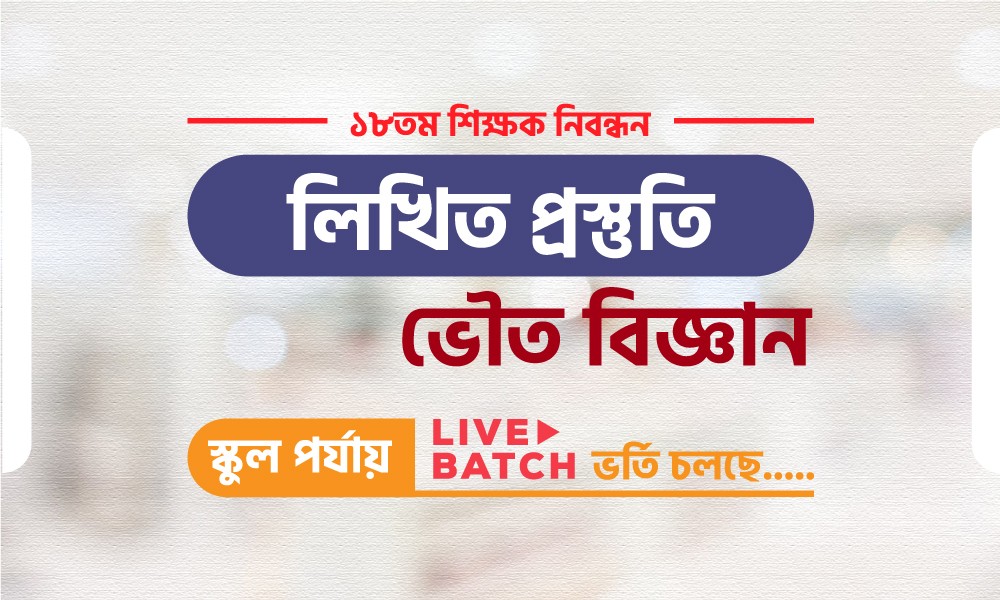 ১৮তম শিক্ষক নিবন্ধন
লিখিত প্রস্তুতি
ভৌত বিজ্ঞান
স্কুল পর্যায়
LIVE
BATCH ভর্তি চলছে.....